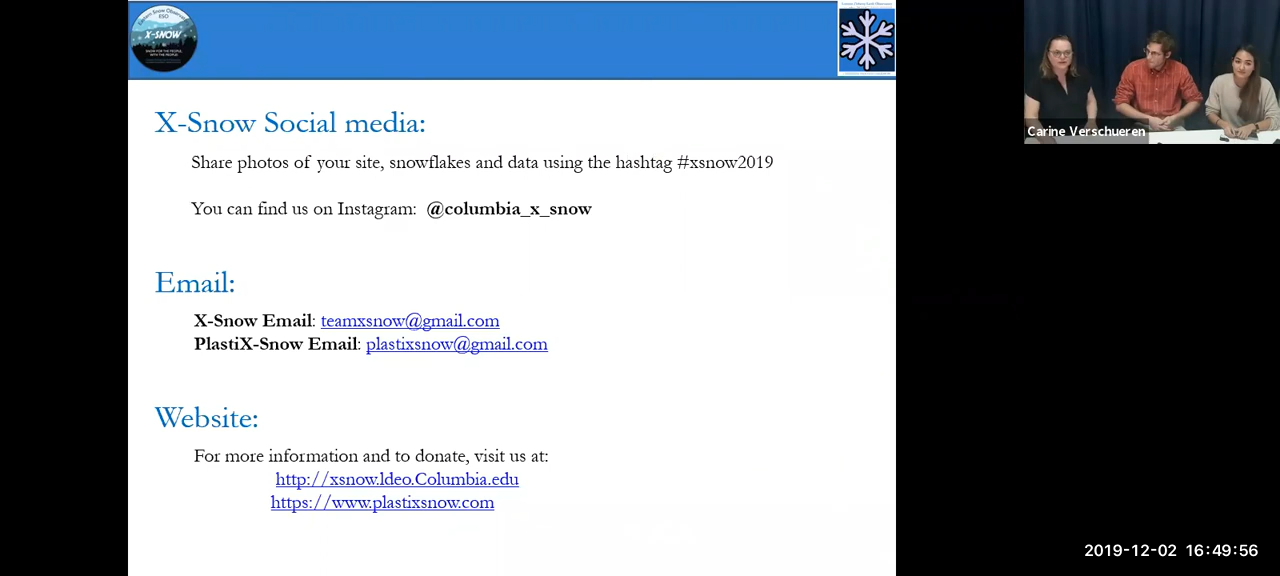 X-SNOW
X-Snow Social media:
Share photos of your site, snowflakes and data using the hashtag #xsnow2019
You can find us on Instagram: @columbia_x_snow
Email:
X-Snow Email: teamxsnow@gmail.com
PlastiX-Snow Email: plastixsnow@gmail.com
Website:
For more information and to donate, visit us at:
http://xsnow.ldeo.Columbia.edu
https://www.plastixsnow.com
Carine Verschueren
2019-12-02 16:49:56